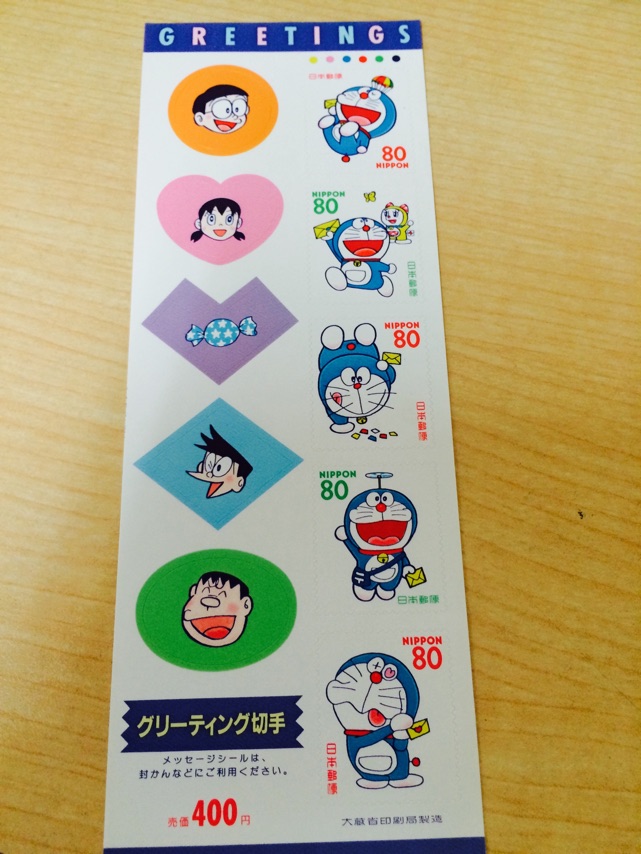 GREETINGS
日本郵便
80
NIPPON
NIPPON
80
日本郵便
NIPPON
80
日本郵便
NIPPON
80
日本郵便
NIPPON
80
日本郵便
グリーティング切手
メッセージシールは、
封かんなどにご利用ください。
売価400円
大蔵省印刷局製造